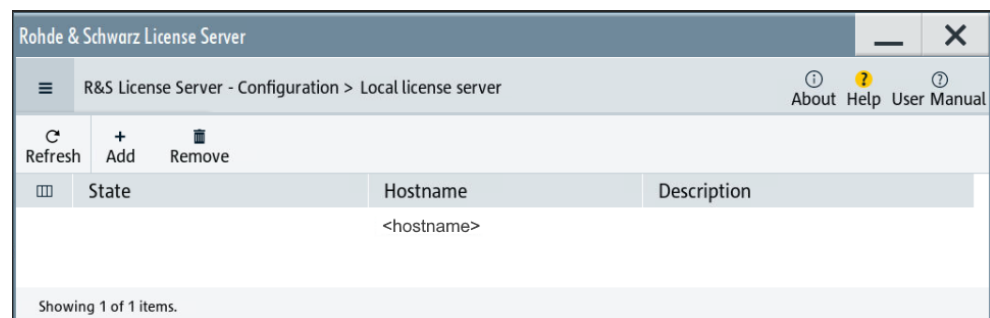 Rohde & Schwarz License Server
R&S License Server - Configuration > Local license server
About Help User Manual
Refresh Add Remove
State Hostname Description
<hostname>
Showing 1 of 1 items.